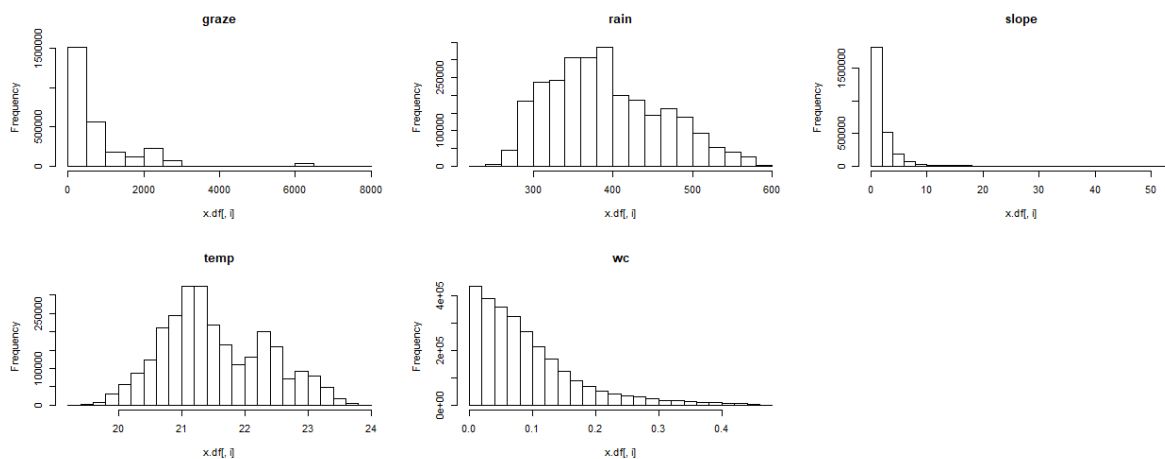 graze
Frequency
0 500000 1500000
0 2000 4000 6000 8000
x.df[, i]
rain
Frequency
0 100000 250000
300 400 500 600
x.df[, i]
slope
Frequency
0 500000 1500000
0 10 20 30 40 50
x.df[, i]
temp
Frequency
0 100000 250000
20 21 22 23 24
x.df[, i]
wc
Frequency
0e+00 2e+05 4e+05
0.0 0.1 0.2 0.3 0.4
x.df[, i]